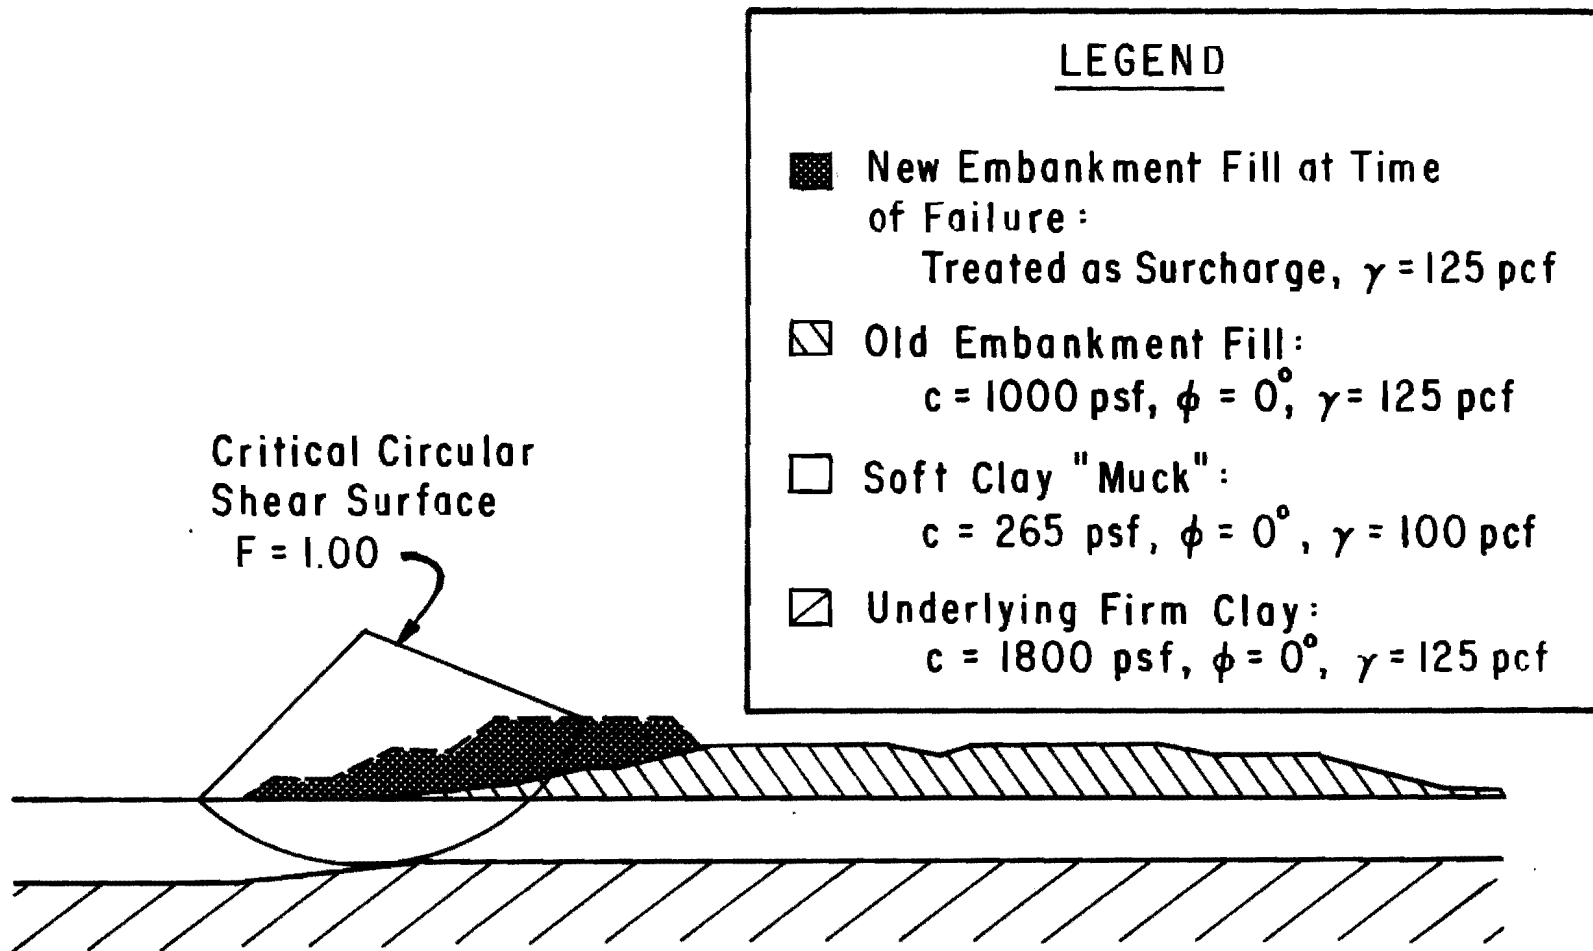 LEGEND
New Embankment Fill at Time
of Failure:
Treated as Surcharge, γ = 125 pcf
Old Embankment Fill:
c = 1000 psf, ϕ = 0°, γ = 125 pcf
Soft Clay "Muck":
c = 265 psf, ϕ = 0°, γ = 100 pcf
Underlying Firm Clay:
c = 1800 psf, ϕ = 0°, γ = 125 pcf
Critical Circular
Shear Surface
F = 1.00